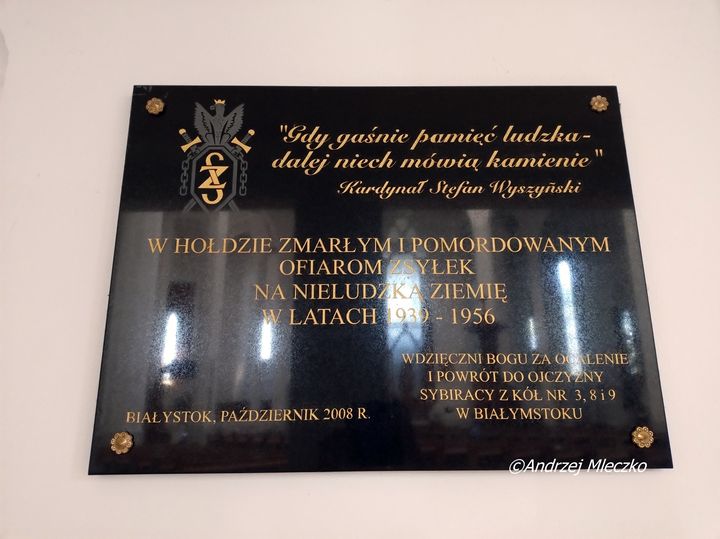 "Gdy gaśnie pamięć ludzka-
dalej niech mówią kamienie"
Kardynał Stefan Wyszyński
W HOŁDZIE ZMARŁYM I POMORDOWANYM
OFIAROM ZSYŁEK
NA NIELUDZKĄ ZIEMIĘ
W LATACH 1939 - 1956
WDZIĘCZNI BOGU ZA OCALENIE
I POWRÓT DO OJCZYZNY
SYBIRACY Z KÓŁ NR 3, 8 i 9
W BIAŁYMSTOKU
BIAŁYSTOK, PAŹDZIERNIK 2008 R.
©Andrzej Mleczko